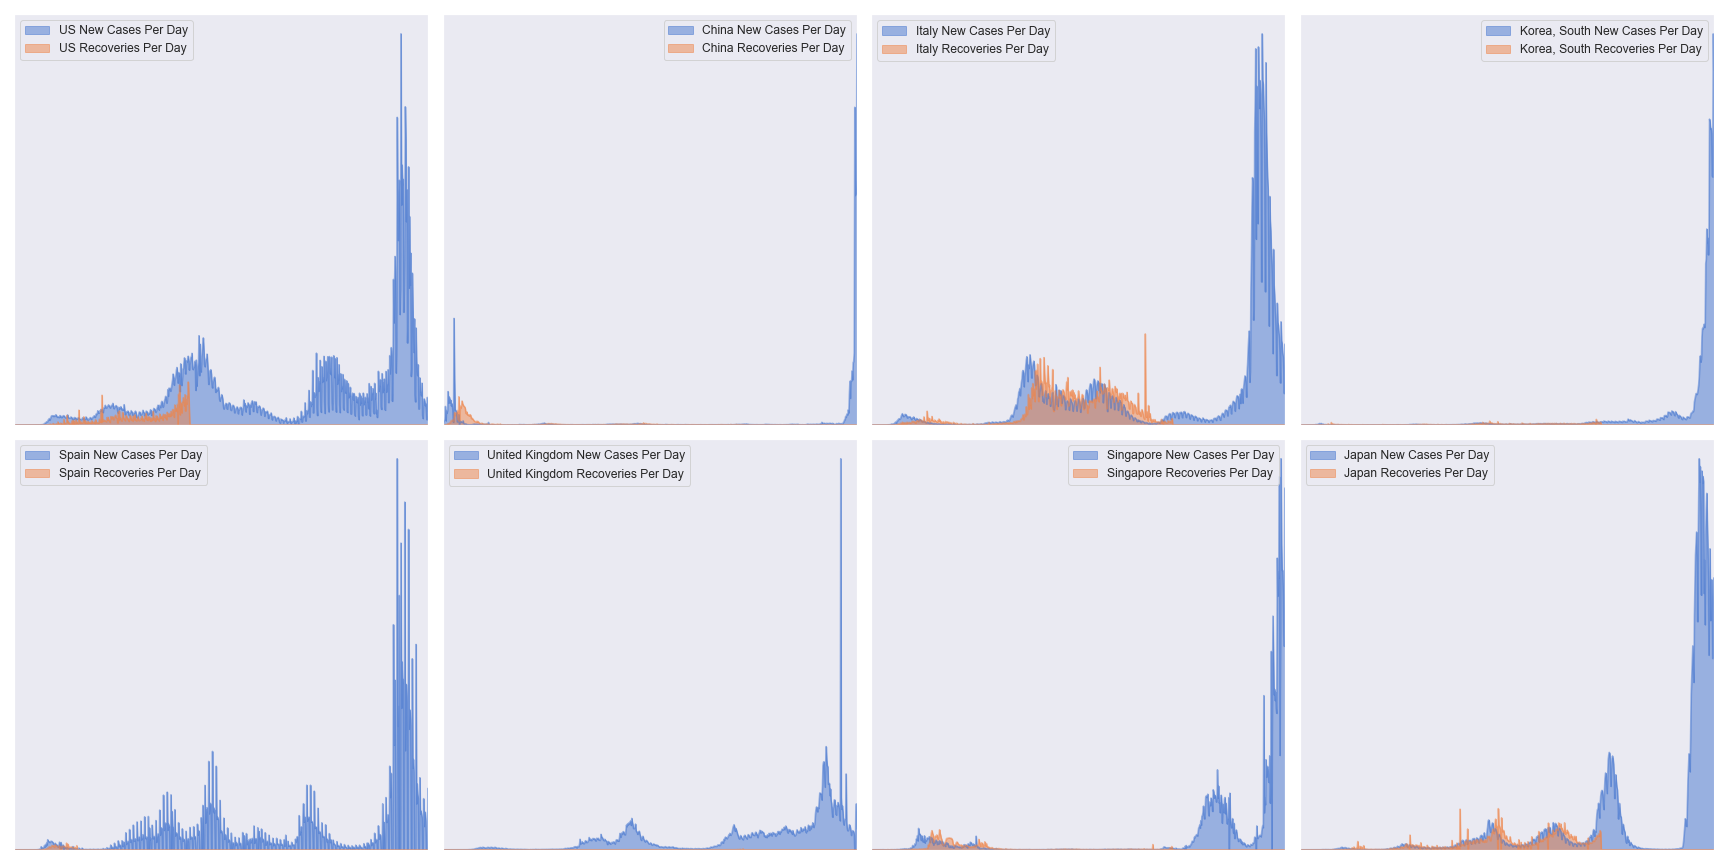 US New Cases Per Day
US Recoveries Per Day
China New Cases Per Day
China Recoveries Per Day
Italy New Cases Per Day
Italy Recoveries Per Day
Korea, South New Cases Per Day
Korea, South Recoveries Per Day
Spain New Cases Per Day
Spain Recoveries Per Day
United Kingdom New Cases Per Day
United Kingdom Recoveries Per Day
Singapore New Cases Per Day
Singapore Recoveries Per Day
Japan New Cases Per Day
Japan Recoveries Per Day